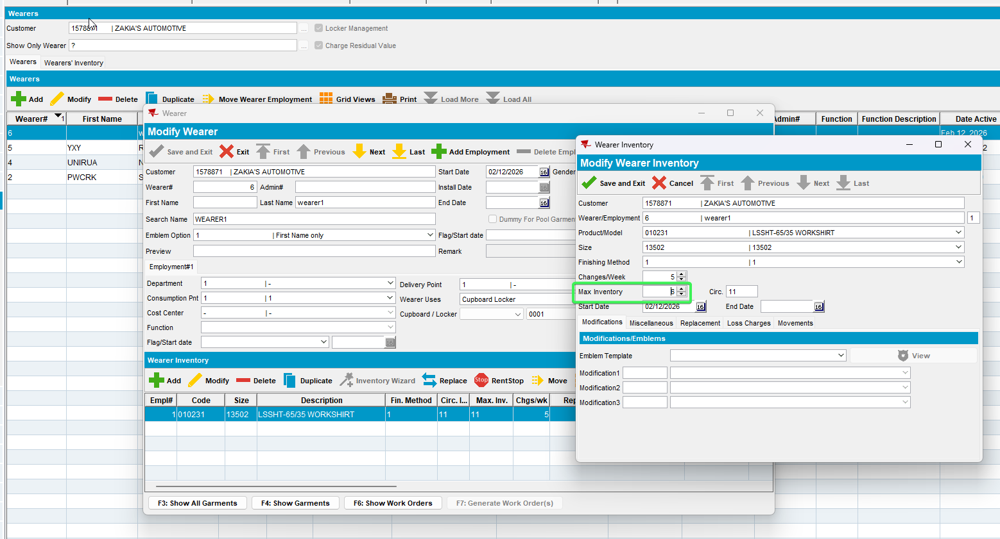 Wearers
Customer 1578871 | ZAKIA'S AUTOMOTIVE ... Locker Management
Show Only Wearer ? ... Charge Residual Value
Wearers Wearers' Inventory
Wearers
Add Modify Delete Duplicate Move Wearer Employment Grid Views Print Load More Load All
Wearer# 1 First Name Admin# Function Function Description Date Active
6 Feb 12, 2026
5 YXY
4 UNIRUA
2 PWCRK
Wearer
Modify Wearer
Save and Exit Exit First Previous Next Last Add Employment Delete Empl
Customer 1578871 | ZAKIA'S AUTOMOTIVE Start Date 02/12/2026 16 Gender
Wearer# 6 Admin# Install Date 16
First Name Last Name wearer1 End Date 16
Search Name WEARER1 Dummy For Pool Garmen
Emblem Option 1 | First Name only Flag/Start date
Preview Remark
Employment#1
Department 1 | - Delivery Point 1 | -
Consumption Pnt 1 | 1 Wearer Uses Cupboard Locker
Cost Center - | - Cupboard / Locker 0001
Function
Flag/Start date 16
Wearer Inventory
Add Modify Delete Duplicate Inventory Wizard Replace Stop RentStop Move
Empl# Code Size Description Fin. Method Circ. I... Max. Inv. Chgs/wk Rep
1 010231 13502 LSSHT-65/35 WORKSHIRT 1 11 11 5
F3: Show All Garments F4: Show Garments F6: Show Work Orders F7: Generate Work Order(s)
Wearer Inventory
Modify Wearer Inventory
Save and Exit Cancel First Previous Next Last
Customer 1578871 | ZAKIA'S AUTOMOTIVE
Wearer/Employment 6 | wearer1 1
Product/Model 010231 | LSSHT-65/35 WORKSHIRT
Size 13502 | 13502
Finishing Method 1 | 1
Changes/Week 5
Max Inventory 6 Circ. 11
Start Date 02/12/2026 16 End Date 16
Modifications Miscellaneous Replacement Loss Charges Movements
Modifications/Emblems
Emblem Template View
Modification1
Modification2
Modification3